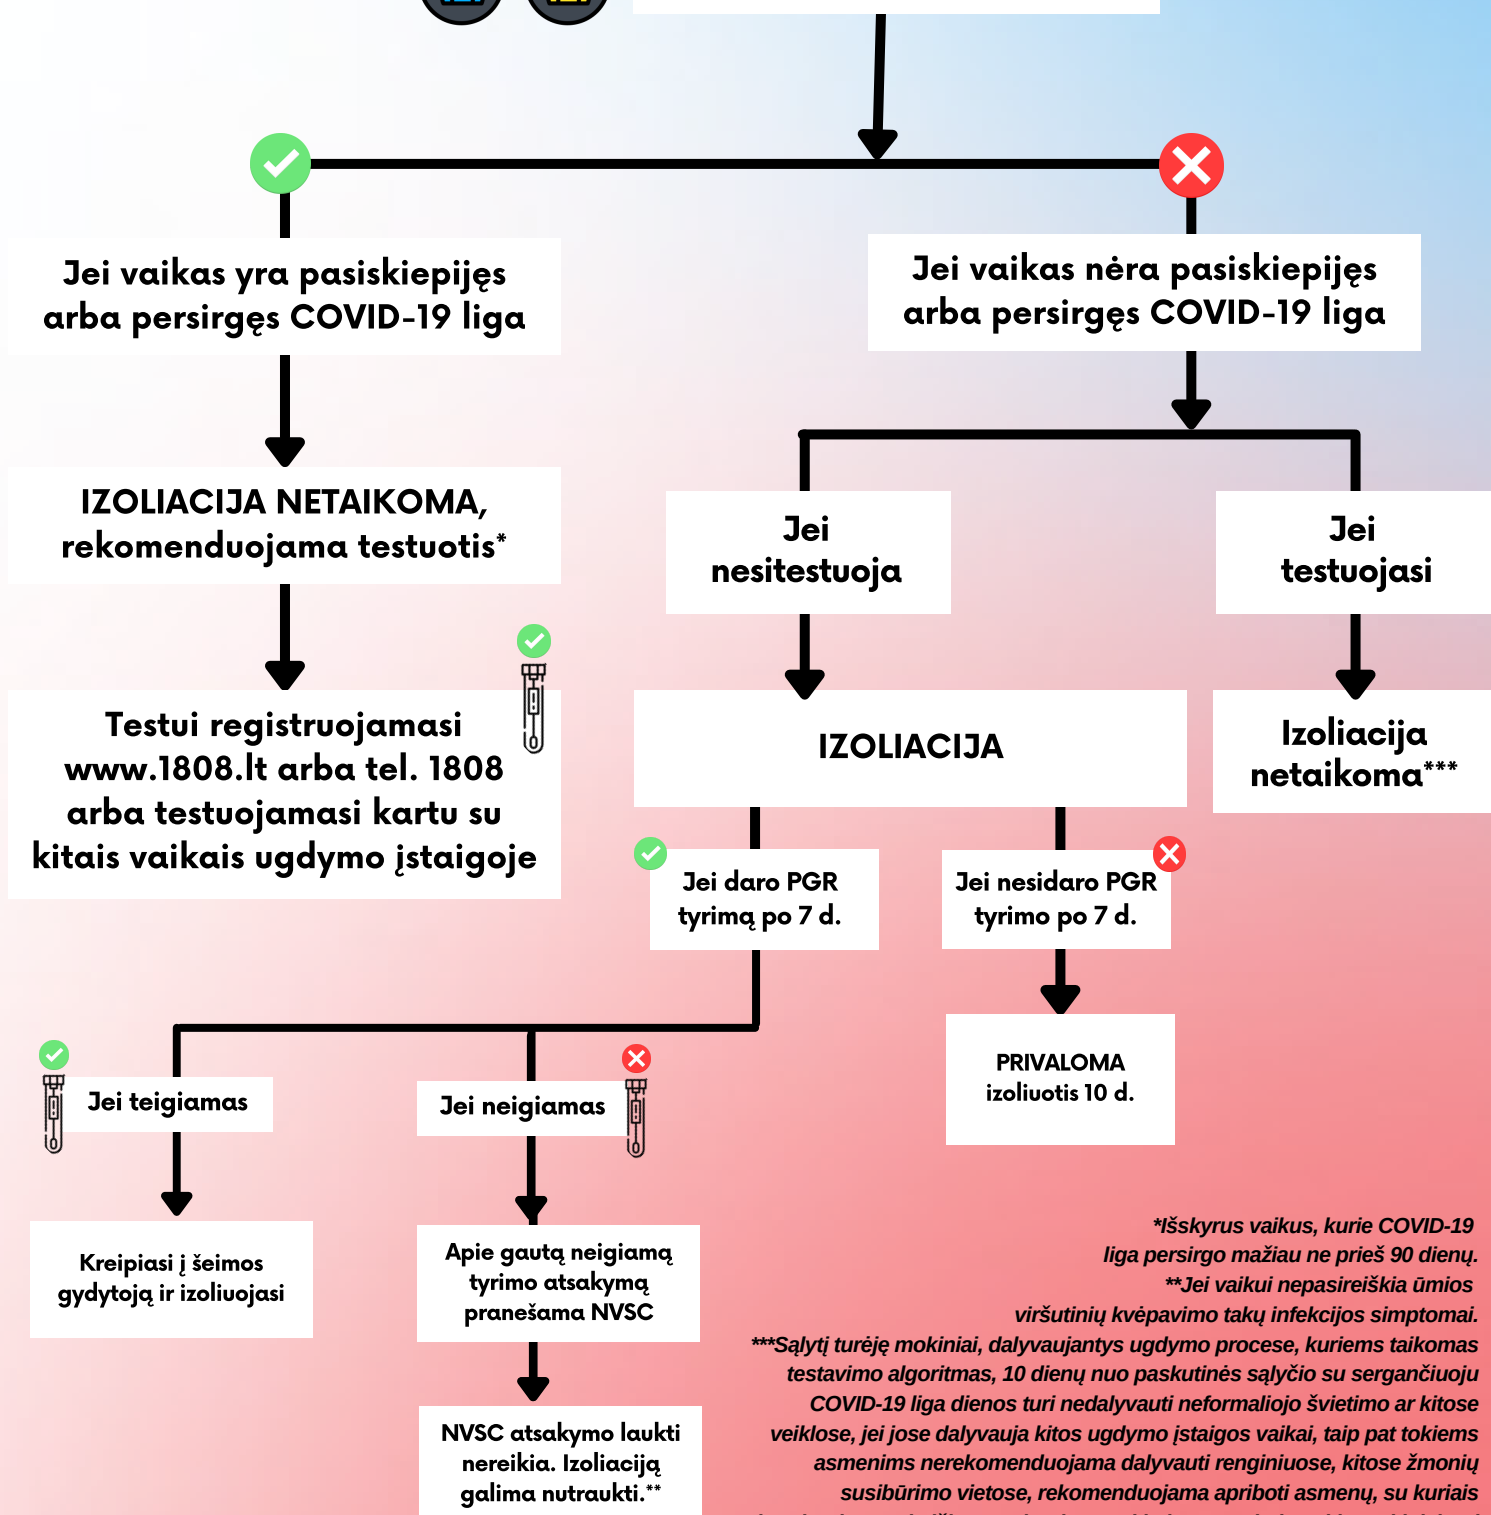 Jei vaikas yra pasiskiepijęs
arba persirgęs COVID-19 liga
Jei vaikas nėra pasiskiepijęs
arba persirgęs COVID-19 liga
IZOLIACIJA NETAIKOMA,
rekomenduojama testuotis*
Jei
nesitestuoja
Jei
testuojasi
Testui registruojamasi
www.1808.lt arba tel. 1808
arba testuojamasi kartu su
kitais vaikais ugdymo įstaigoje
IZOLIACIJA
Izoliacija
netaikoma***
Jei daro PGR
tyrimą po 7 d.
Jei nesidaro PGR
tyrimo po 7 d.
PRIVALOMA
izoliuotis 10 d.
Jei teigiamas
Jei neigiamas
Kreipiasi į šeimos
gydytoją ir izoliuojasi
Apie gautą neigiamą
tyrimo atsakymą
pranešama NVSC
NVSC atsakymo laukti
nereikia. Izoliaciją
galima nutraukti.**
*Išskyrus vaikus, kurie COVID-19
liga persirgo mažiau ne prieš 90 dienų.
**Jei vaikui nepasireiškia ūmios
viršutinių kvėpavimo takų infekcijos simptomai.
***Sąlytį turėję mokiniai, dalyvaujantys ugdymo procese, kuriems taikomas
testavimo algoritmas, 10 dienų nuo paskutinės sąlyčio su sergančiuoju
COVID-19 liga dienos turi nedalyvauti neformaliojo švietimo ar kitose
veiklose, jei jose dalyvauja kitos ugdymo įstaigos vaikai, taip pat tokiems
asmenims nerekomenduojama dalyvauti renginiuose, kitose žmonių
susibūrimo vietose, rekomenduojama apriboti asmenų, su kuriais